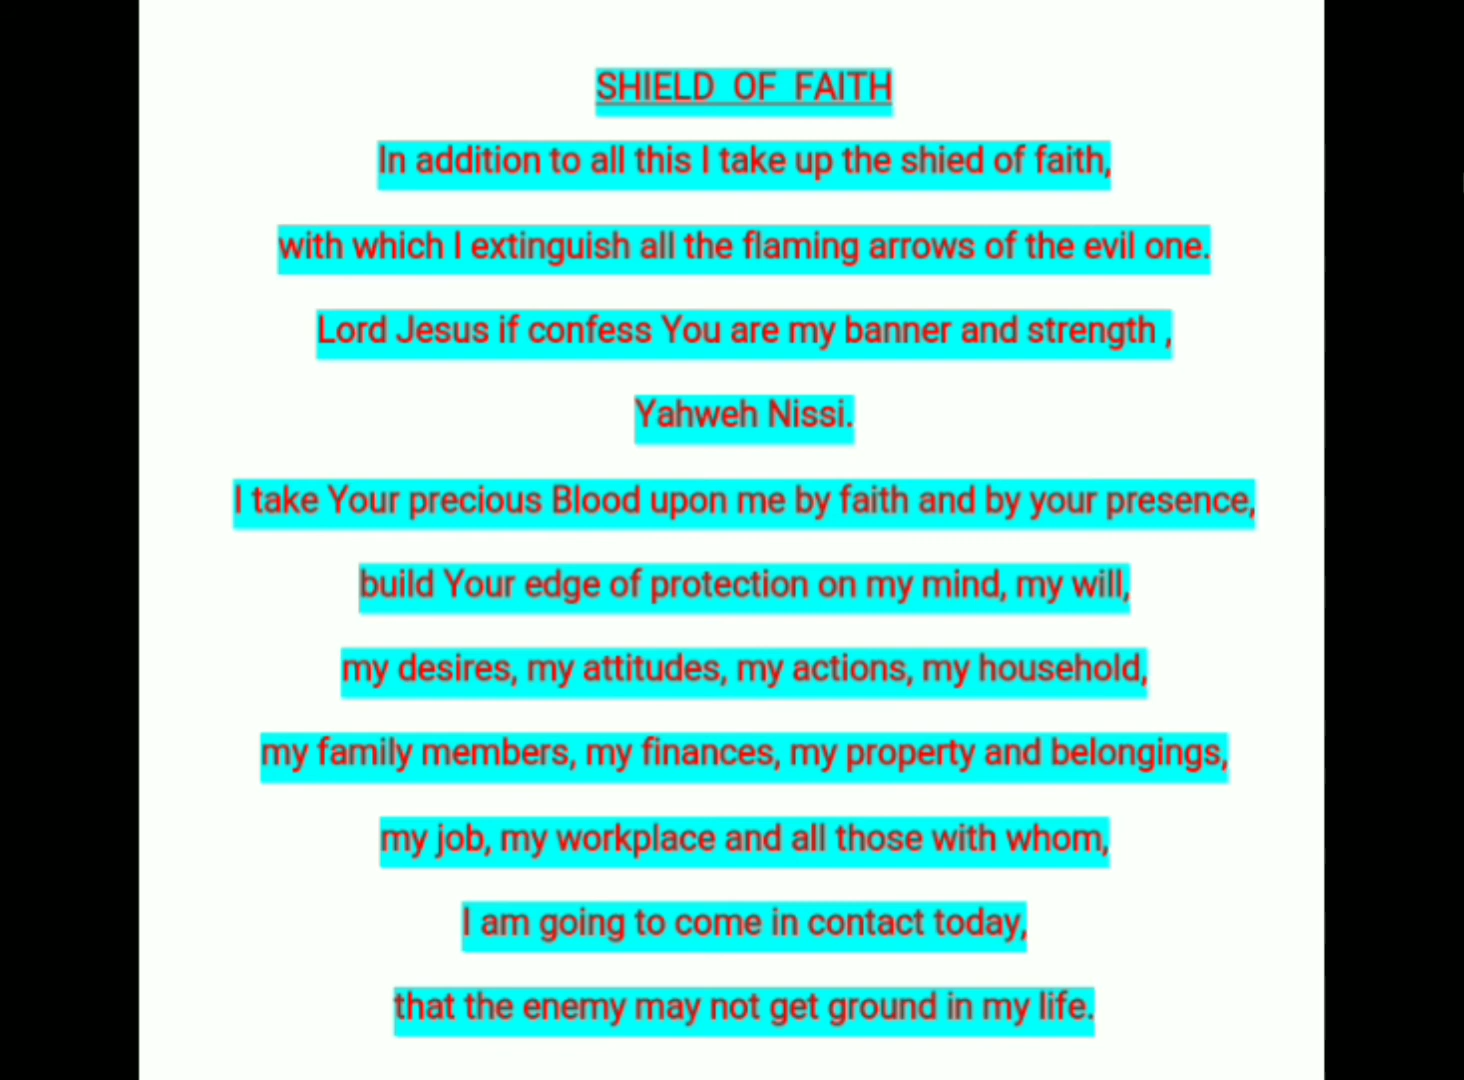 SHIELD OF FAITH
In addition to all this I take up the shied of faith,
with which I extinguish all the flaming arrows of the evil one.
Lord Jesus if confess You are my banner and strength ,
Yahweh Nissi.
I take Your precious Blood upon me by faith and by your presence,
build Your edge of protection on my mind, my will,
my desires, my attitudes, my actions, my household,
my family members, my finances, my property and belongings,
my job, my workplace and all those with whom,
I am going to come in contact today,
that the enemy may not get ground in my life.